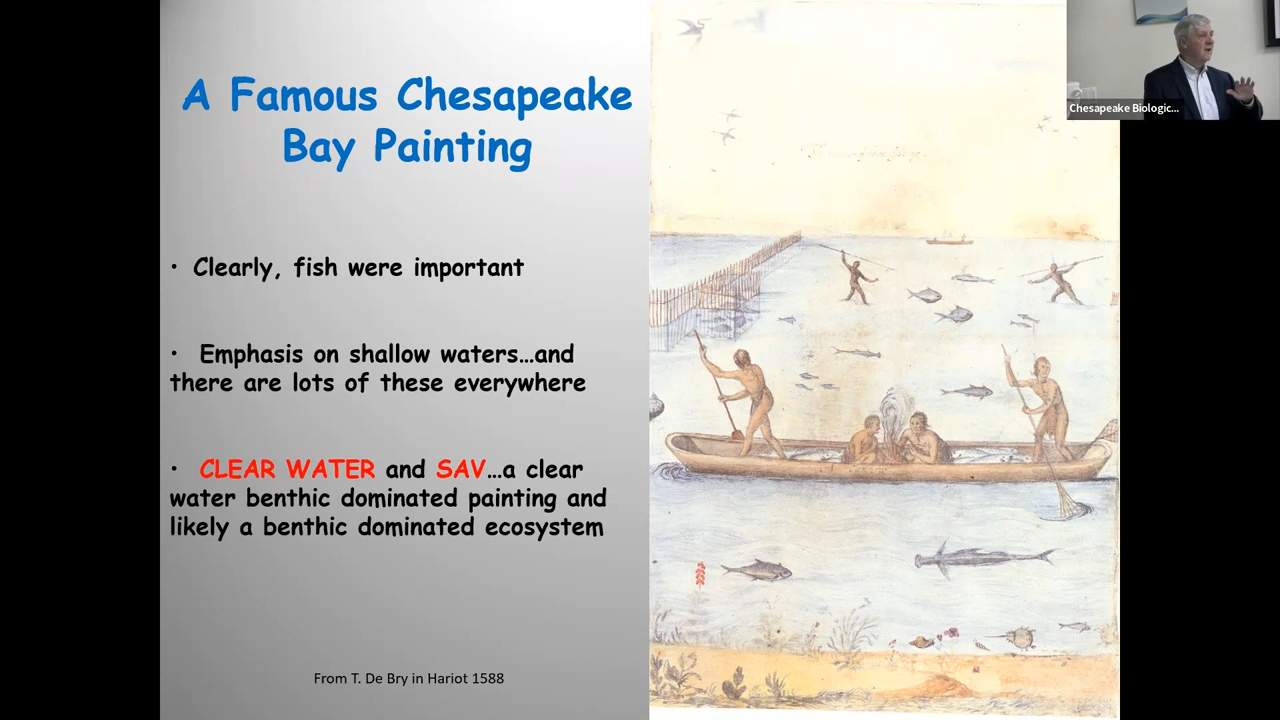 A Famous Chesapeake
Bay Painting
• Clearly, fish were important
• Emphasis on shallow waters...and
there are lots of these everywhere
• CLEAR WATER and SAV...a clear
water benthic dominated painting and
likely a benthic dominated ecosystem
From T. De Bry in Hariot 1588
Chesapeake Biologic...